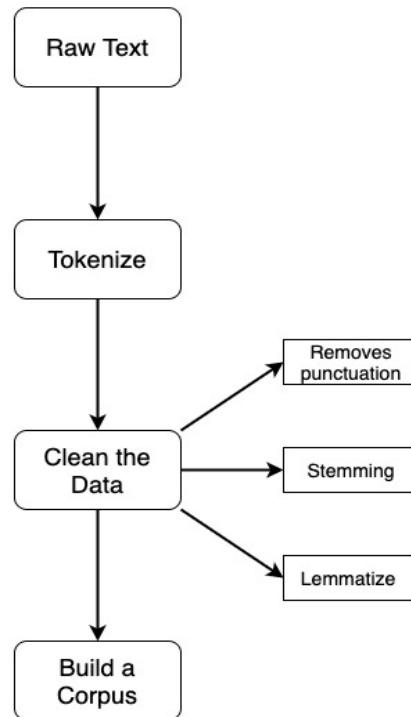 Raw Text
Tokenize
Removes
punctuation
Clean the
Data
Stemming
Lemmatize
Build a
Corpus